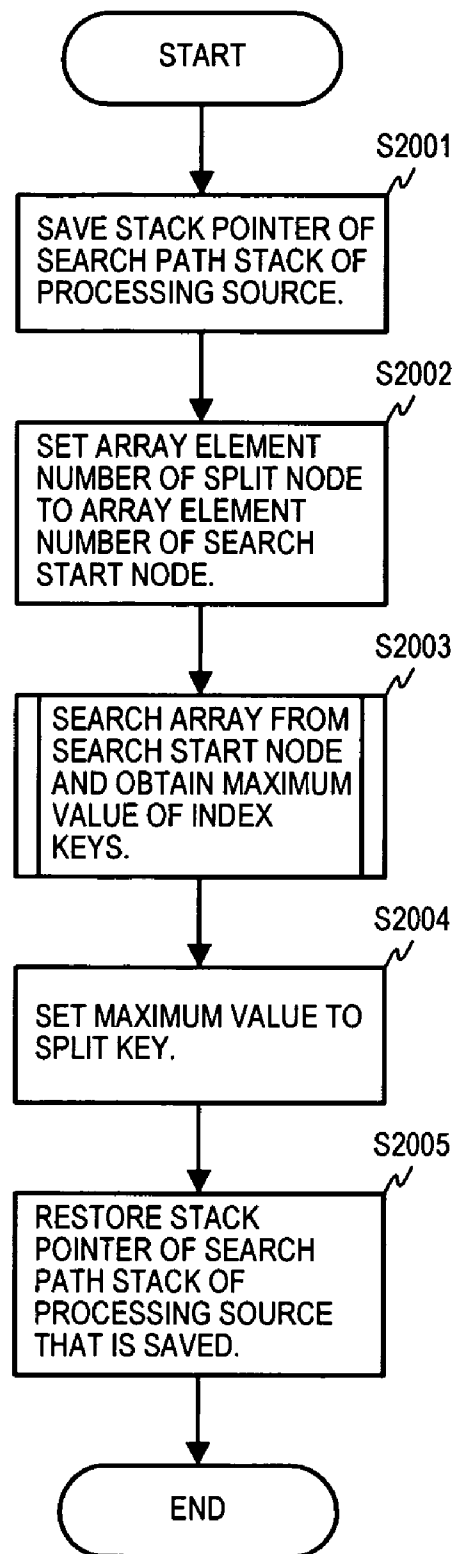 START
S2001
SAVE STACK POINTER OF
SEARCH PATH STACK OF
PROCESSING SOURCE.
S2002
SET ARRAY ELEMENT
NUMBER OF SPLIT NODE
TO ARRAY ELEMENT
NUMBER OF SEARCH
START NODE.
S2003
SEARCH ARRAY FROM
SEARCH START NODE
AND OBTAIN MAXIMUM
VALUE OF INDEX
KEYS.
S2004
SET MAXIMUM VALUE TO
SPLIT KEY.
S2005
RESTORE STACK
POINTER OF SEARCH
PATH STACK OF
PROCESSING SOURCE
THAT IS SAVED.
END